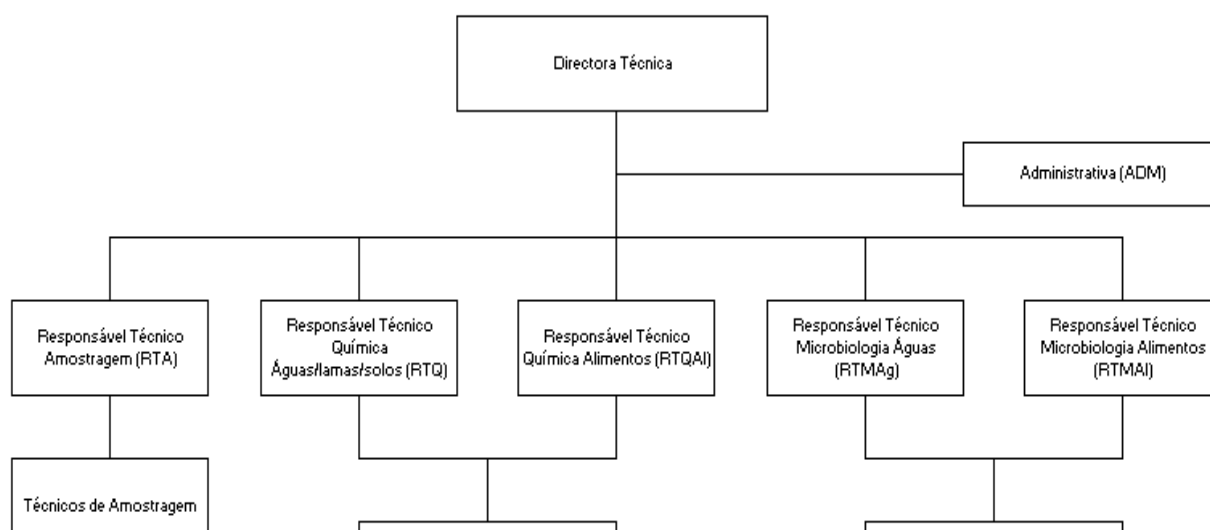 Directora Técnica
Administrativa (ADM)
Responsável Técnico
Amostragem (RTA)
Responsável Técnico
Química
Águas/lamas/solos (RTQ)
Responsável Técnico
Química Alimentos (RTQAl)
Responsável Técnico
Microbiologia Águas
(RTMAg)
Responsável Técnico
Microbiologia Alimentos
(RTMAl)
Técnicos de Amostragem